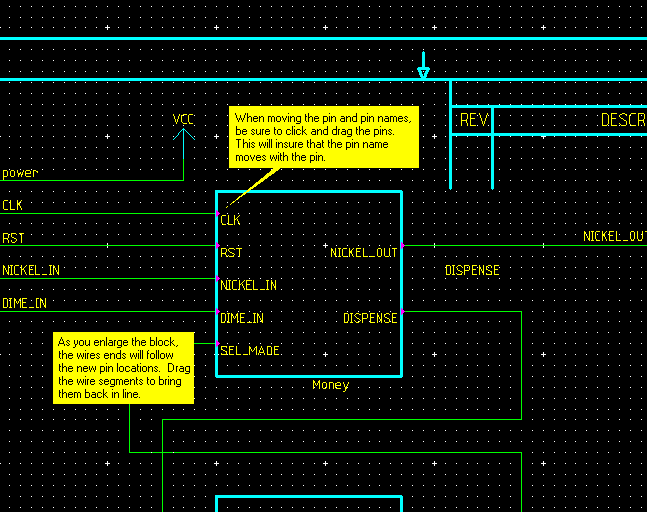 REV
DESCR
VCC
When moving the pin and pin names,
be sure to click and drag the pins.
This will insure that the pin name
moves with the pin.
power
CLK
CLK
RST
RST
NICKEL_OUT
NICKEL_OUT
NICKEL_IN
NICKEL_IN
DISPENSE
DIME_IN
DIME_IN
DISPENSE
SEL_MADE
As you enlarge the block,
the wires ends will follow
the new pin locations. Drag
the wire segments to bring
them back in line.
Money